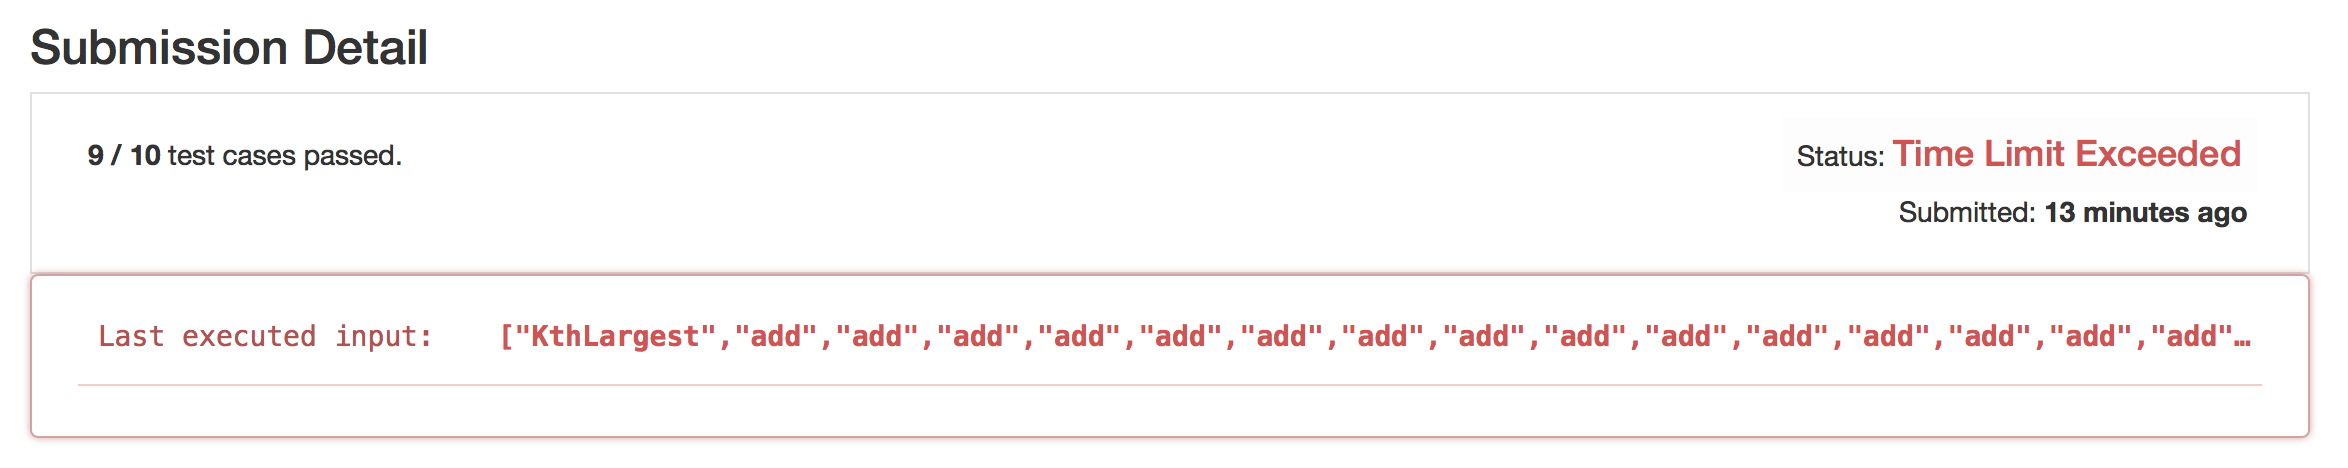 Submission Detail
9 / 10 test cases passed.
Status: Time Limit Exceeded
Submitted: 13 minutes ago
Last executed input: ["KthLargest","add","add","add","add","add","add","add","add","add","add","add","add","add","add","add"…